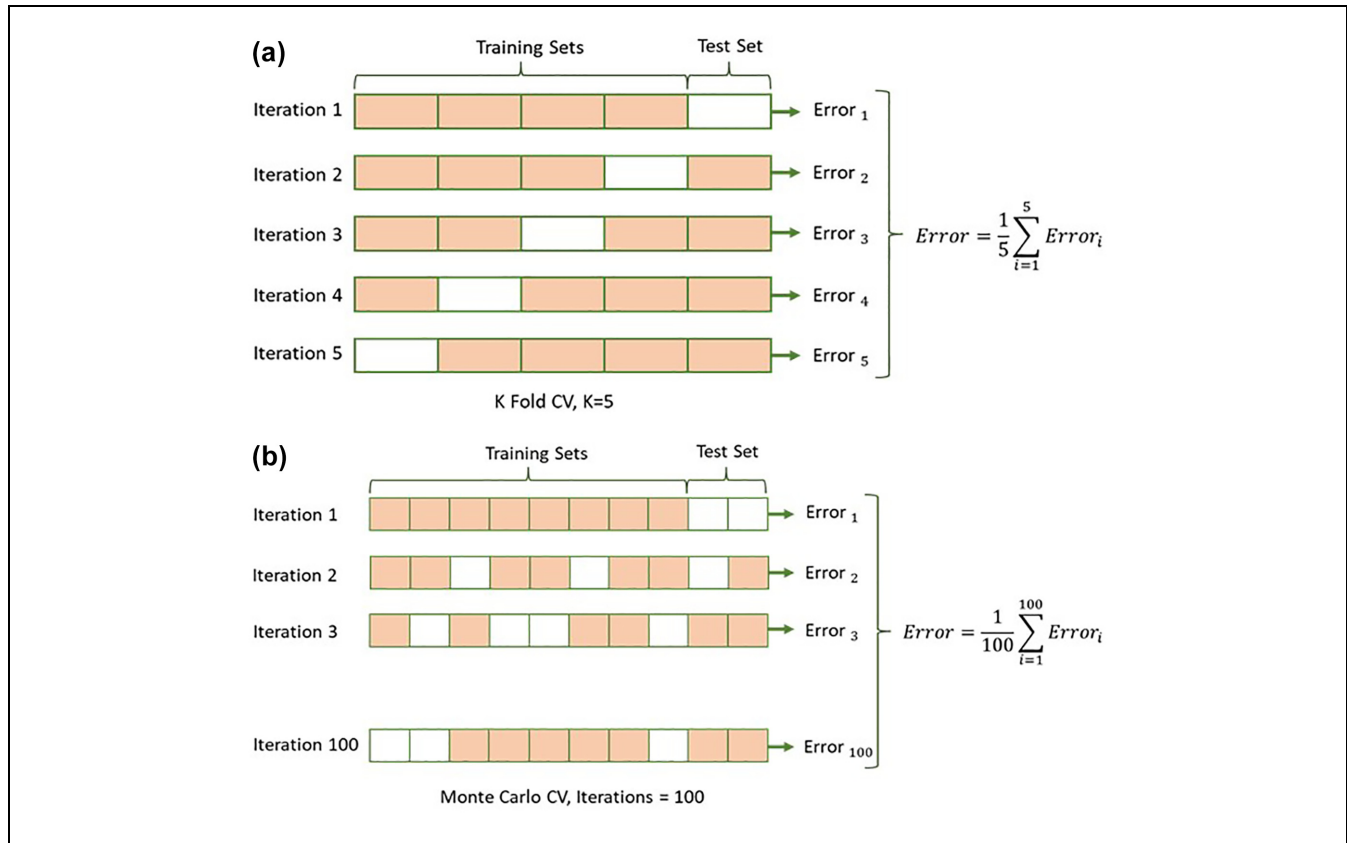 (a)
Training Sets
Test Set
Iteration 1
Error 1
Iteration 2
Error 2
Iteration 3
Error 3
Iteration 4
Error 4
Iteration 5
Error 5
Error = 1/5 ∑ i=1 5 Error i
K Fold CV, K=5
(b)
Training Sets
Test Set
Iteration 1
Error 1
Iteration 2
Error 2
Iteration 3
Error 3
Error = 1/100 ∑ i=1 100 Error i
Iteration 100
Error 100
Monte Carlo CV, Iterations = 100